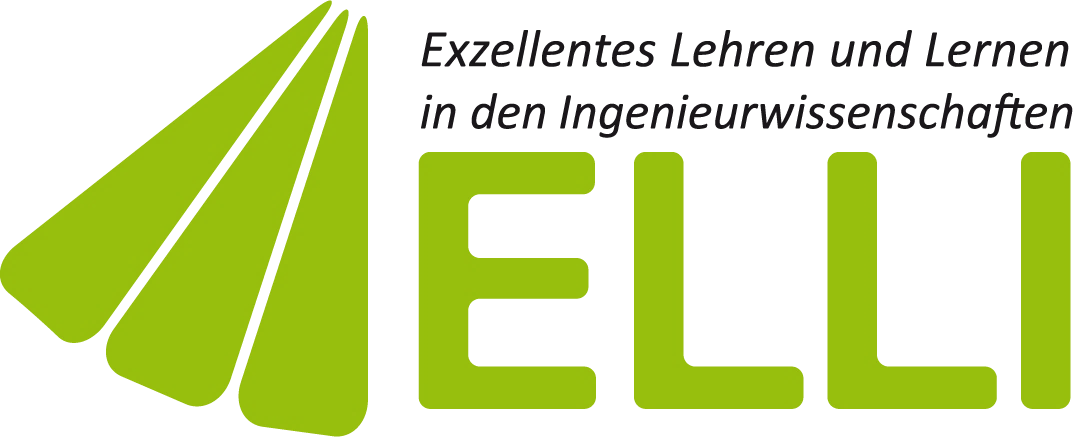 Exzellentes Lehren und Lernen
in den Ingenieurwissenschaften
ELLI